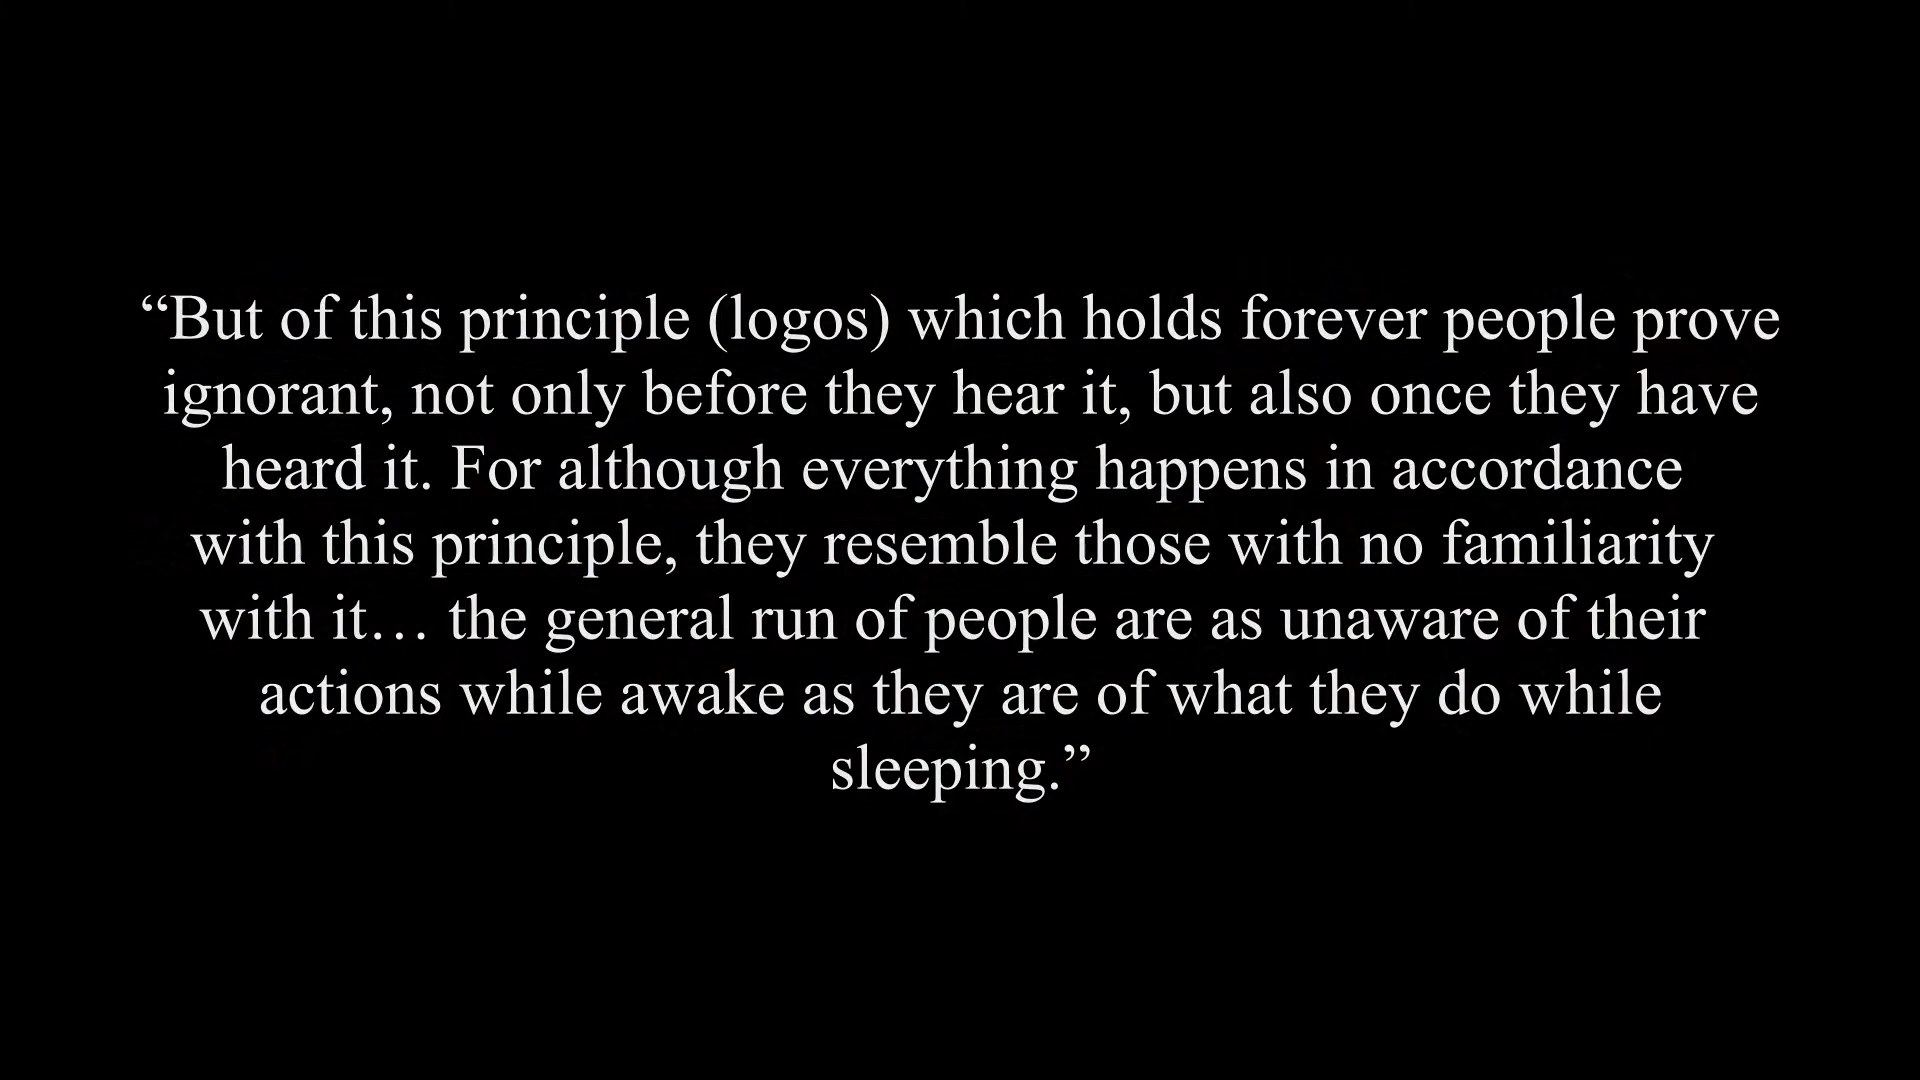 “But of this principle (logos) which holds forever people prove
ignorant, not only before they hear it, but also once they have
heard it. For although everything happens in accordance
with this principle, they resemble those with no familiarity
with it… the general run of people are as unaware of their
actions while awake as they are of what they do while
sleeping.”